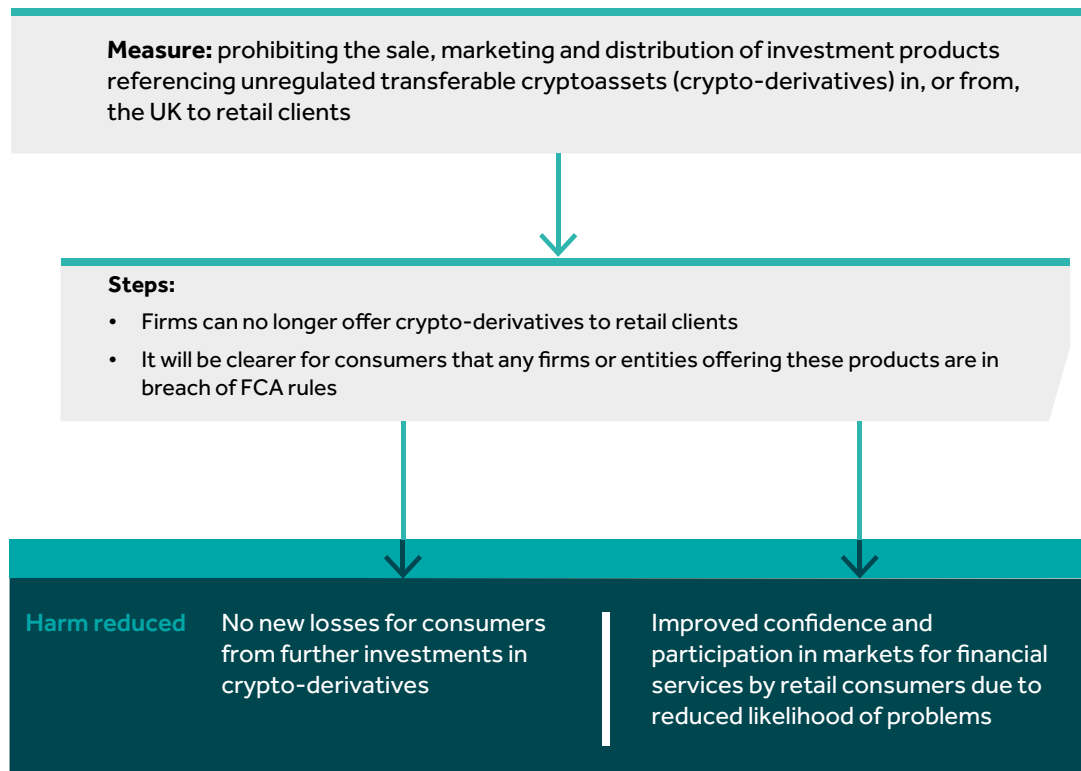 Measure: prohibiting the sale, marketing and distribution of investment products
referencing unregulated transferable cryptoassets (crypto-derivatives) in, or from,
the UK to retail clients
Steps:
• Firms can no longer offer crypto-derivatives to retail clients
• It will be clearer for consumers that any firms or entities offering these products are in
breach of FCA rules
Harm reduced
No new losses for consumers
from further investments in
crypto-derivatives
Improved confidence and
participation in markets for financial
services by retail consumers due to
reduced likelihood of problems